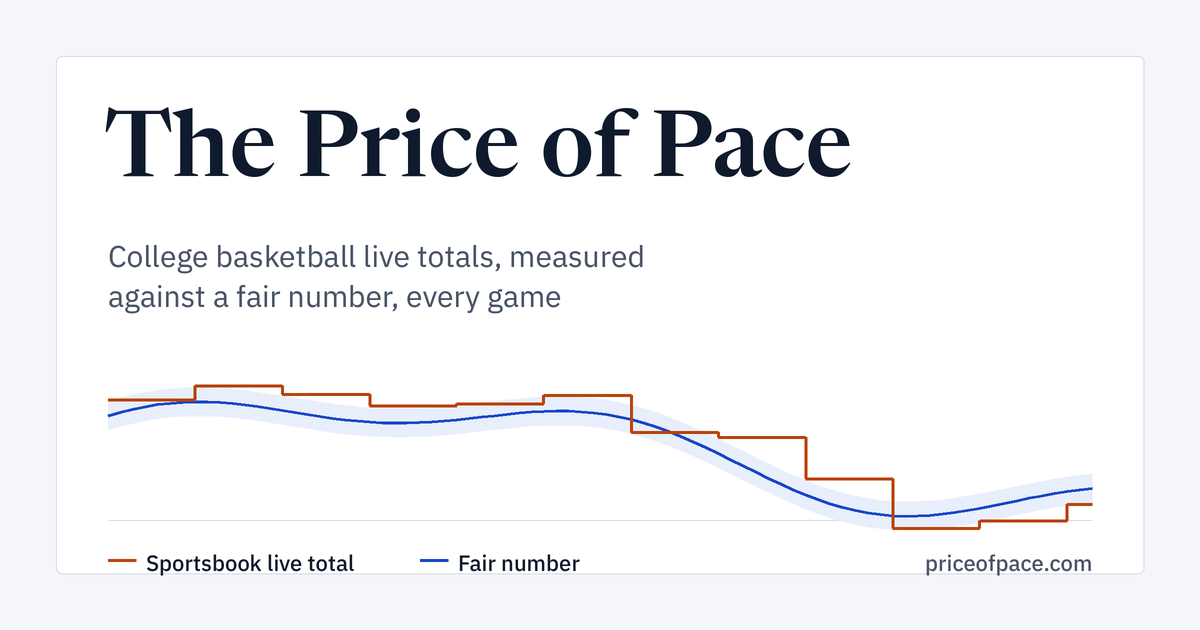 The Price of Pace
College basketball live totals, measured
against a fair number, every game
Sportsbook live total
Fair number
priceofpace.com